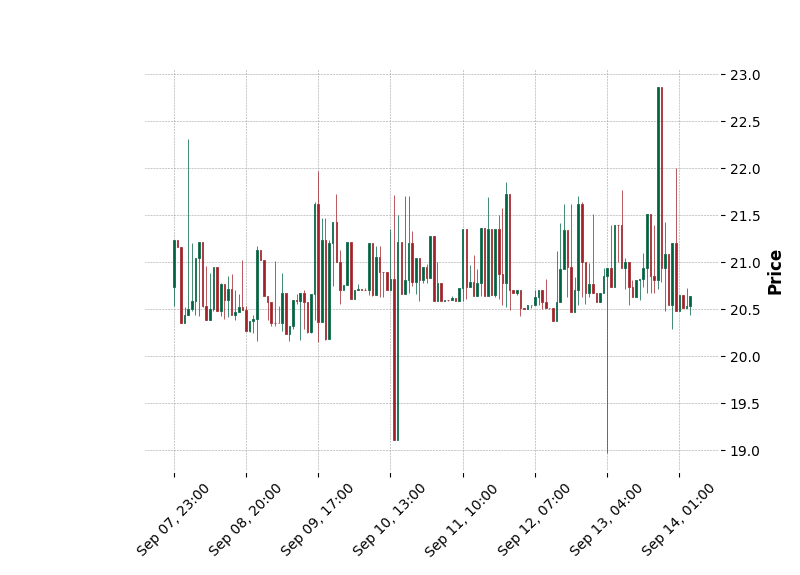 23.0
22.5
22.0
21.5
21.0
20.5
20.0
19.5
19.0
Price
Sep 07, 23:00
Sep 08, 20:00
Sep 09, 17:00
Sep 10, 13:00
Sep 11, 10:00
Sep 12, 07:00
Sep 13, 04:00
Sep 14, 01:00